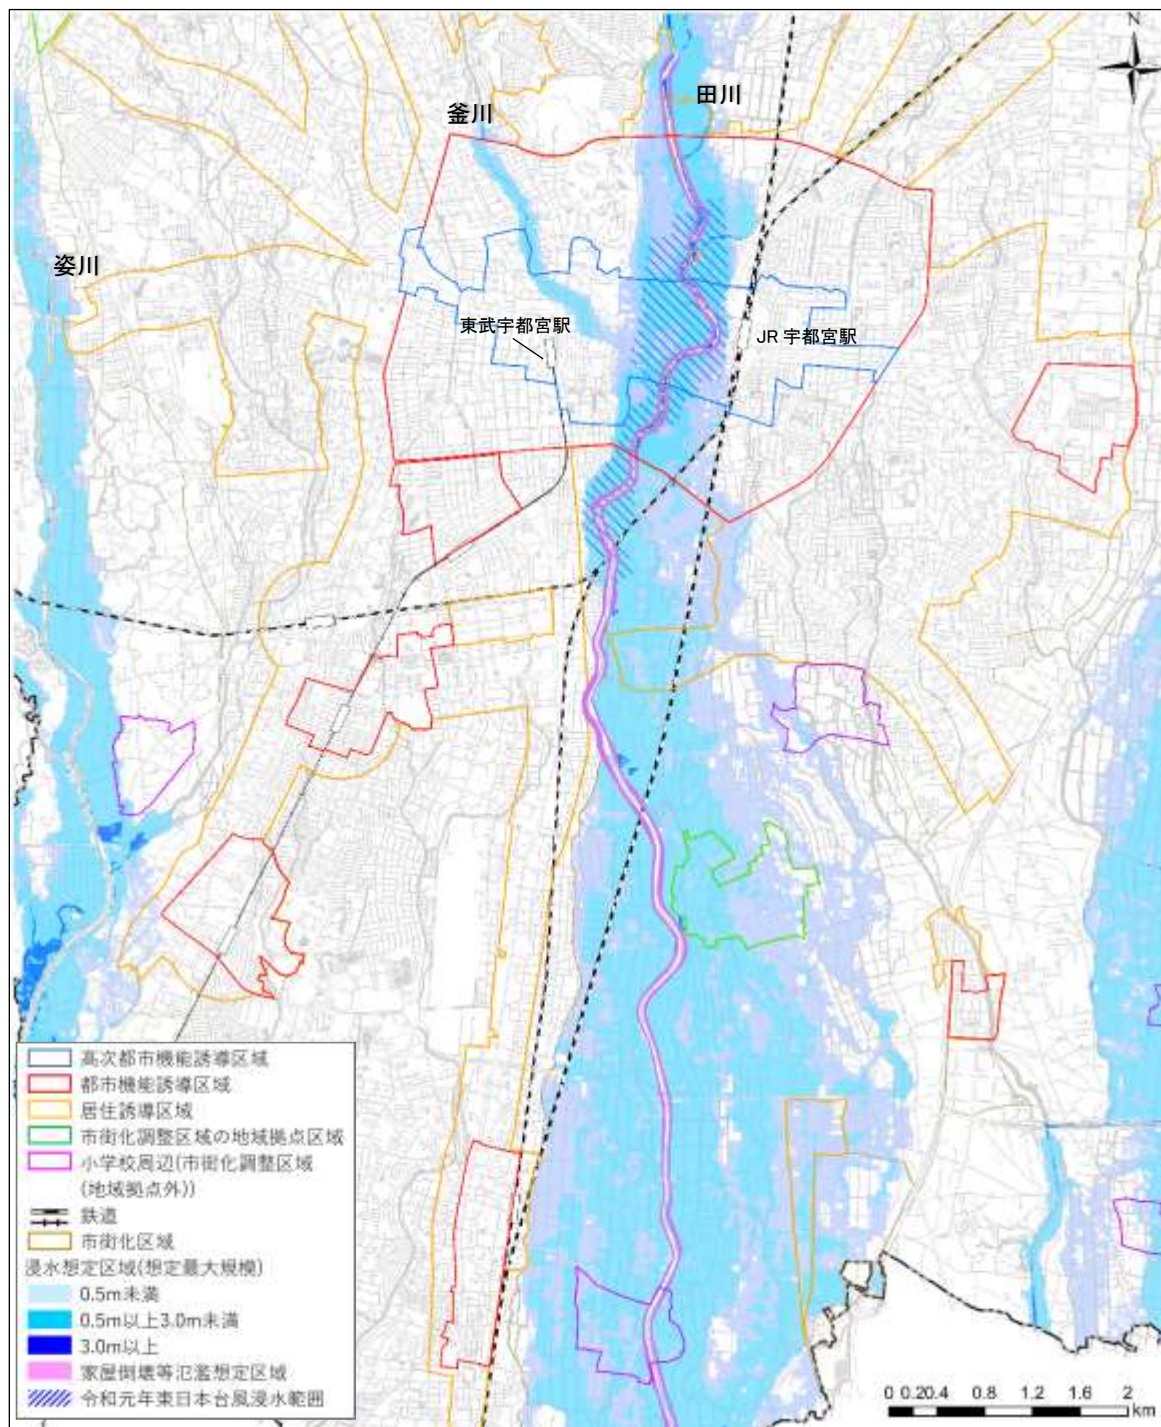 N
田川
釜川
姿川
東武宇都宮駅
JR 宇都宮駅
高次都市機能誘導区域
都市機能誘導区域
居住誘導区域
市街化調整区域の地域拠点区域
小学校周辺(市街化調整区域
(地域拠点外))
鉄道
市街化区域
浸水想定区域(想定最大規模)
0.5m未満
0.5m以上3.0m未満
3.0m以上
家屋倒壊等氾濫想定区域
令和元年東日本台風浸水範囲
0 0.20.4 0.8 1.2 1.6 2
km